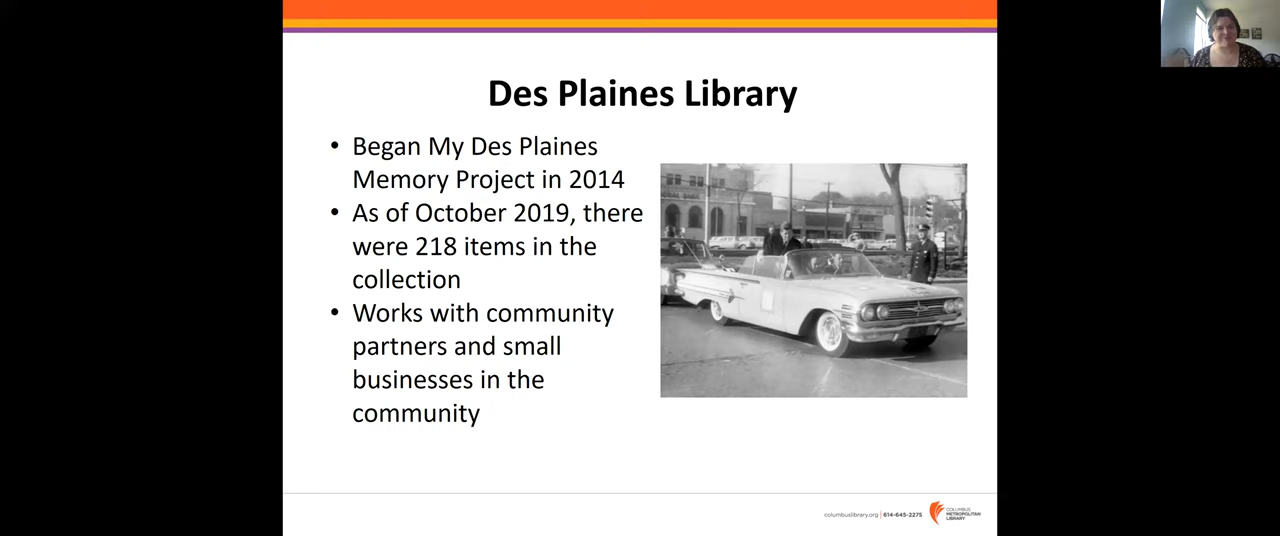 Des Plaines Library
• Began My Des Plaines
Memory Project in 2014
• As of October 2019, there
were 218 items in the
collection
• Works with community
partners and small
businesses in the
community
columbuslibrary.org | 614-645-2275
COLUMBUS
METROPOLITAN
LIBRARY